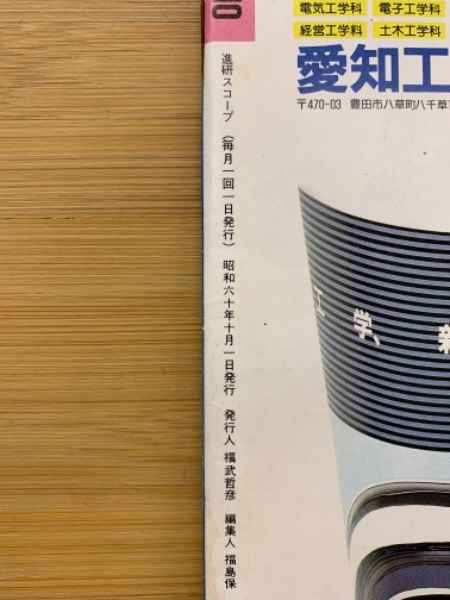 進研スコープ (毎月一回一日発行) 昭和六十年十月一日発行 発行人 福武哲彦 編集人 福島保
電気工学科 電子工学科
経営工学科 土木工学科
愛知工
〒470-03 豊田市八草町八千草
工学、新